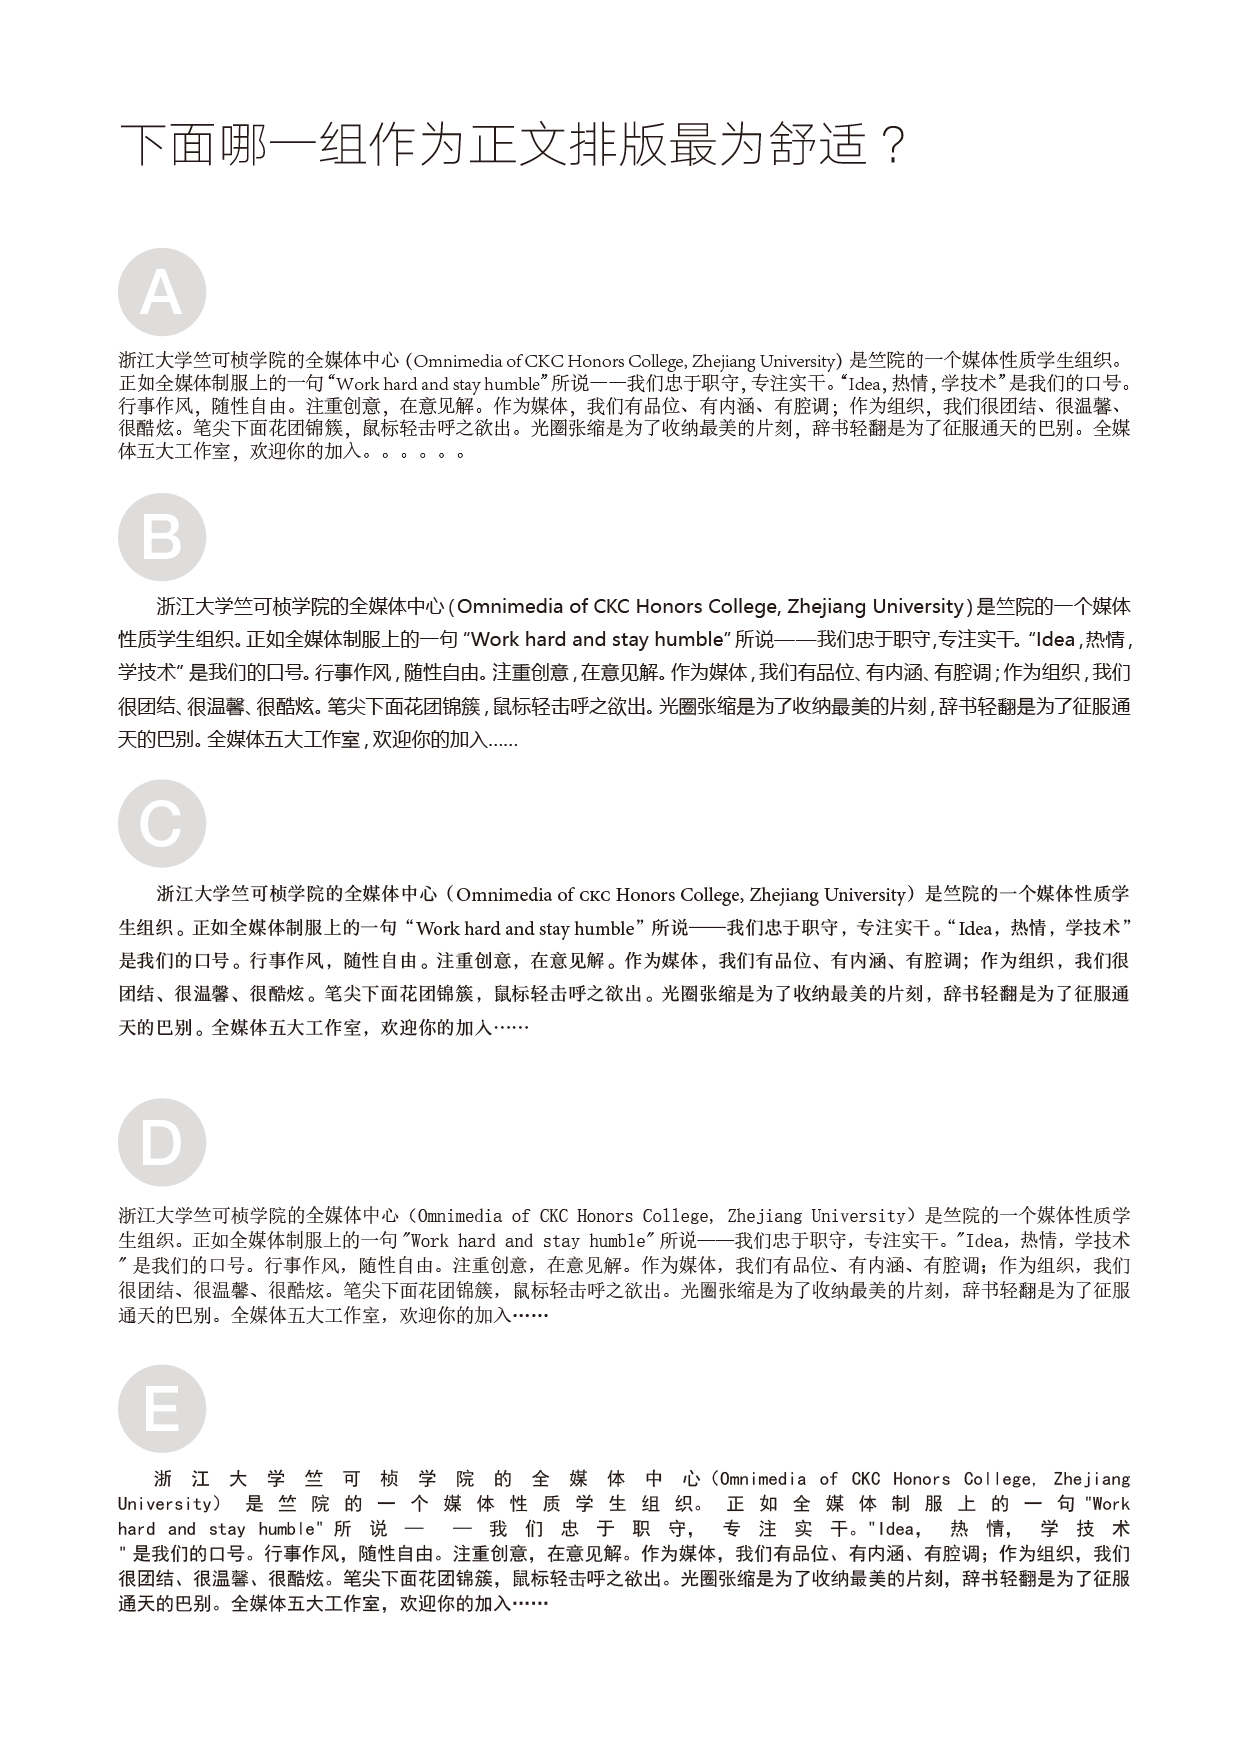 下面哪一组作为正文排版最为舒适？
A
浙江大学竺可桢学院的全媒体中心（Omnimedia of CKC Honors College, Zhejiang University）是竺院的一个媒体性质学生组织。
正如全媒体制服上的一句“Work hard and stay humble”所说——我们忠于职守，专注实干。“Idea，热情，学技术”是我们的口号。
行事作风，随性自由。注重创意，在意见解。作为媒体，我们有品位、有内涵、有腔调；作为组织，我们很团结、很温馨、
很酷炫。笔尖下面花团锦簇，鼠标轻击呼之欲出。光圈张缩是为了收纳最美的片刻，辞书轻翻是为了征服通天的巴别。全媒
体五大工作室，欢迎你的加入。。。。。。
B
浙江大学竺可桢学院的全媒体中心（Omnimedia of CKC Honors College, Zhejiang University）是竺院的一个媒体
性质学生组织。正如全媒体制服上的一句“Work hard and stay humble”所说——我们忠于职守，专注实干。“Idea，热情，
学技术”是我们的口号。行事作风，随性自由。注重创意，在意见解。作为媒体，我们有品位、有内涵、有腔调；作为组织，我们
很团结、很温馨、很酷炫。笔尖下面花团锦簇，鼠标轻击呼之欲出。光圈张缩是为了收纳最美的片刻，辞书轻翻是为了征服通
天的巴别。全媒体五大工作室，欢迎你的加入……
C
浙江大学竺可桢学院的全媒体中心（Omnimedia of CKC Honors College, Zhejiang University）是竺院的一个媒体性质学
生组织。正如全媒体制服上的一句“Work hard and stay humble”所说——我们忠于职守，专注实干。“Idea，热情，学技术”
是我们的口号。行事作风，随性自由。注重创意，在意见解。作为媒体，我们有品位、有内涵、有腔调；作为组织，我们很
团结、很温馨、很酷炫。笔尖下面花团锦簇，鼠标轻击呼之欲出。光圈张缩是为了收纳最美的片刻，辞书轻翻是为了征服通
天的巴别。全媒体五大工作室，欢迎你的加入……
D
浙江大学竺可桢学院的全媒体中心（Omnimedia of CKC Honors College, Zhejiang University）是竺院的一个媒体性质学
生组织。正如全媒体制服上的一句"Work hard and stay humble"所说——我们忠于职守，专注实干。"Idea，热情，学技术
"是我们的口号。行事作风，随性自由。注重创意，在意见解。作为媒体，我们有品位、有内涵、有腔调；作为组织，我们
很团结、很温馨、很酷炫。笔尖下面花团锦簇，鼠标轻击呼之欲出。光圈张缩是为了收纳最美的片刻，辞书轻翻是为了征服
通天的巴别。全媒体五大工作室，欢迎你的加入……
E
浙江大学竺可桢学院的全媒体中心（Omnimedia of CKC Honors College, Zhejiang
University）是竺院的一个媒体性质学生组织。正如全媒体制服上的一句"Work
hard and stay humble"所说——我们忠于职守，专注实干。"Idea，热情，学技术
"是我们的口号。行事作风，随性自由。注重创意，在意见解。作为媒体，我们有品位、有内涵、有腔调；作为组织，我们
很团结、很温馨、很酷炫。笔尖下面花团锦簇，鼠标轻击呼之欲出。光圈张缩是为了收纳最美的片刻，辞书轻翻是为了征服
通天的巴别。全媒体五大工作室，欢迎你的加入……